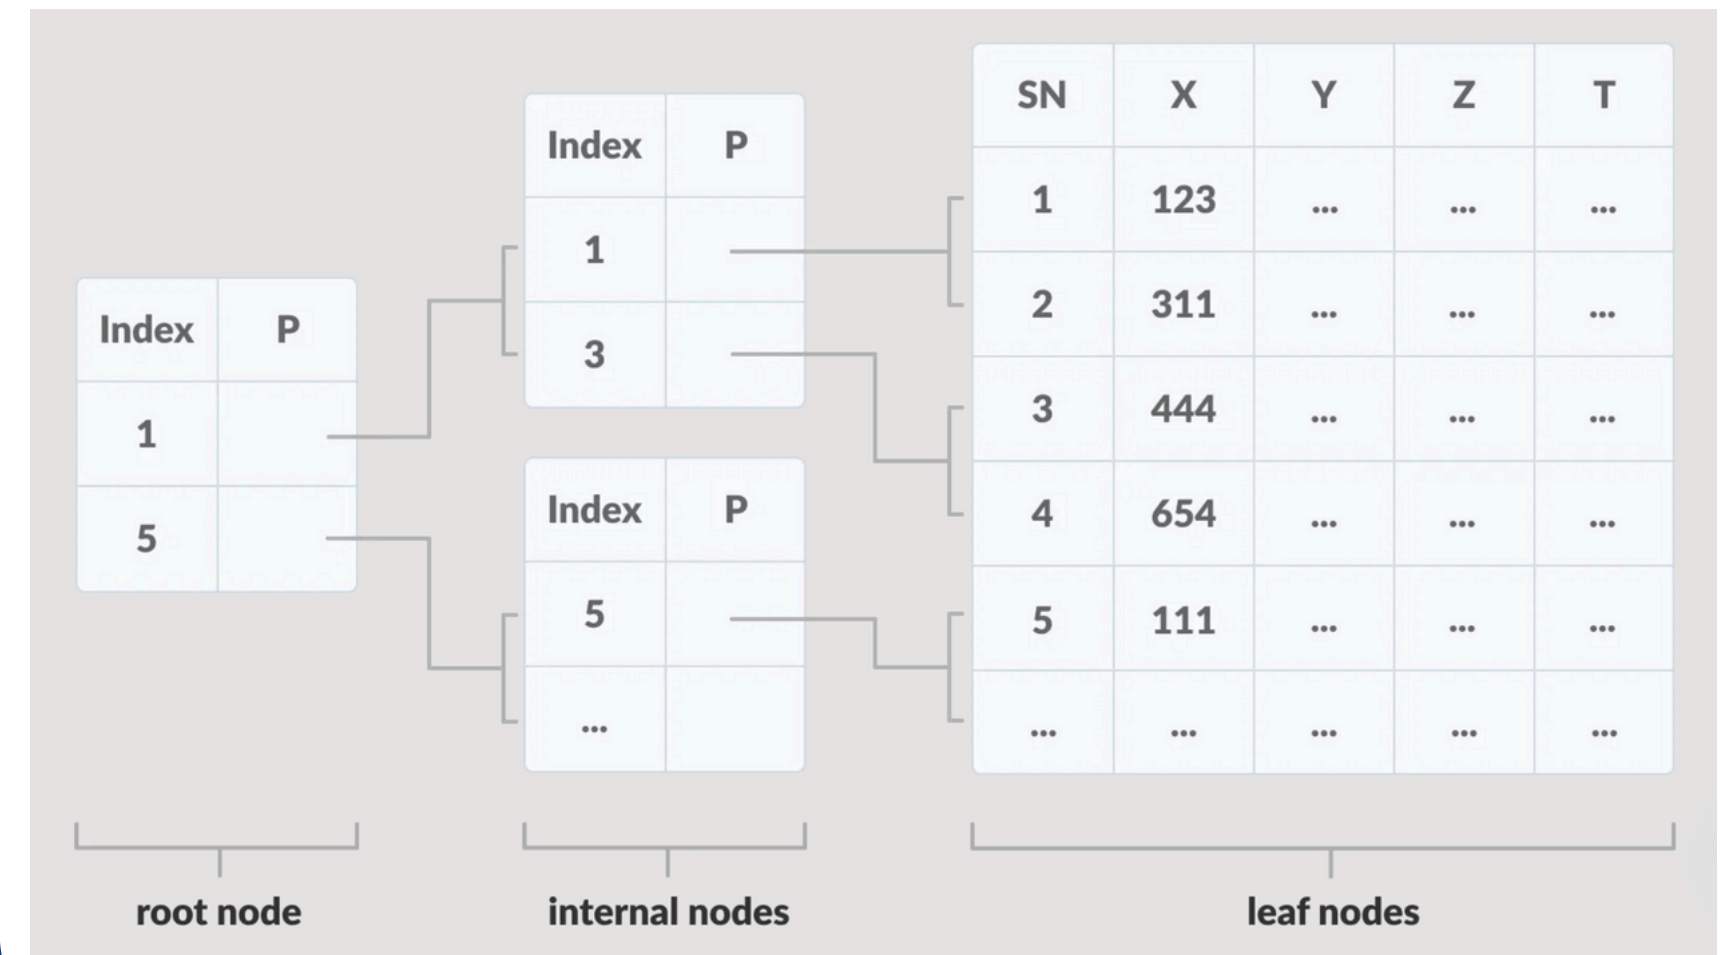 Index P
1
5
root node
Index P
1
3
Index P
5
...
internal nodes
SN X Y Z T
1 123 ... ... ...
2 311 ... ... ...
3 444 ... ... ...
4 654 ... ... ...
5 111 ... ... ...
... ... ... ... ...
leaf nodes